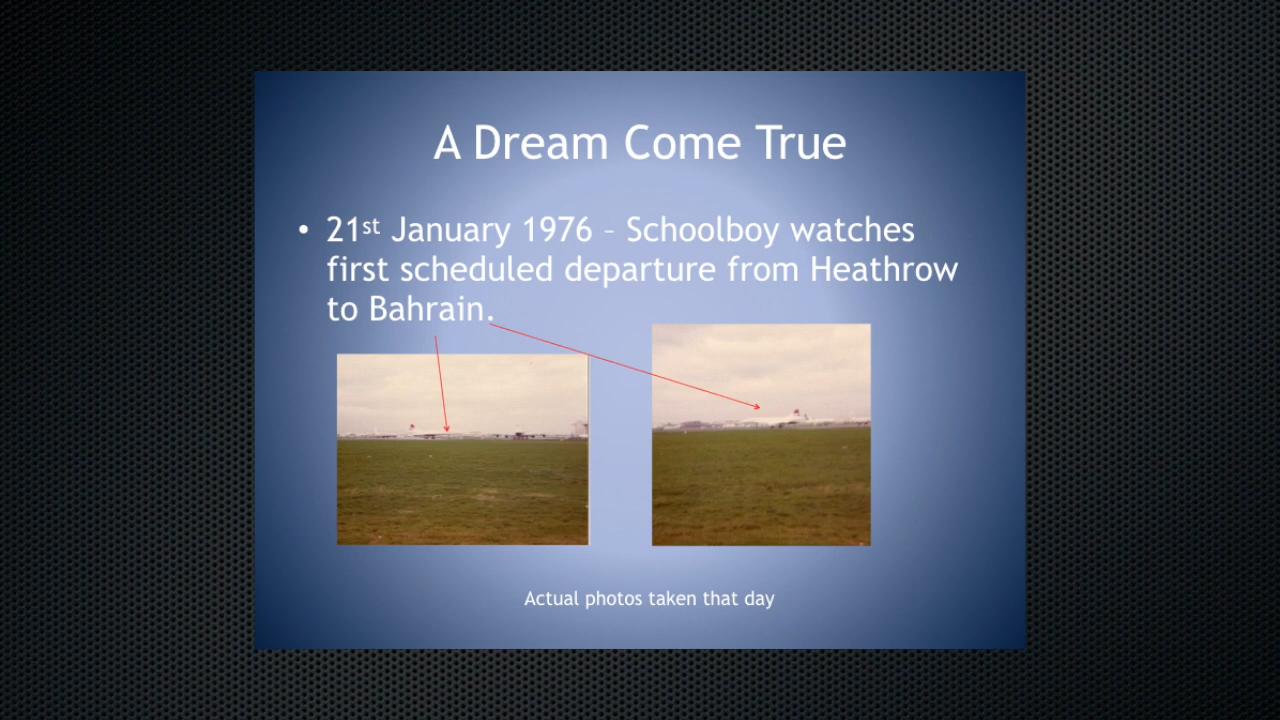 A Dream Come True
• 21st January 1976 – Schoolboy watches
first scheduled departure from Heathrow
to Bahrain.
Actual photos taken that day